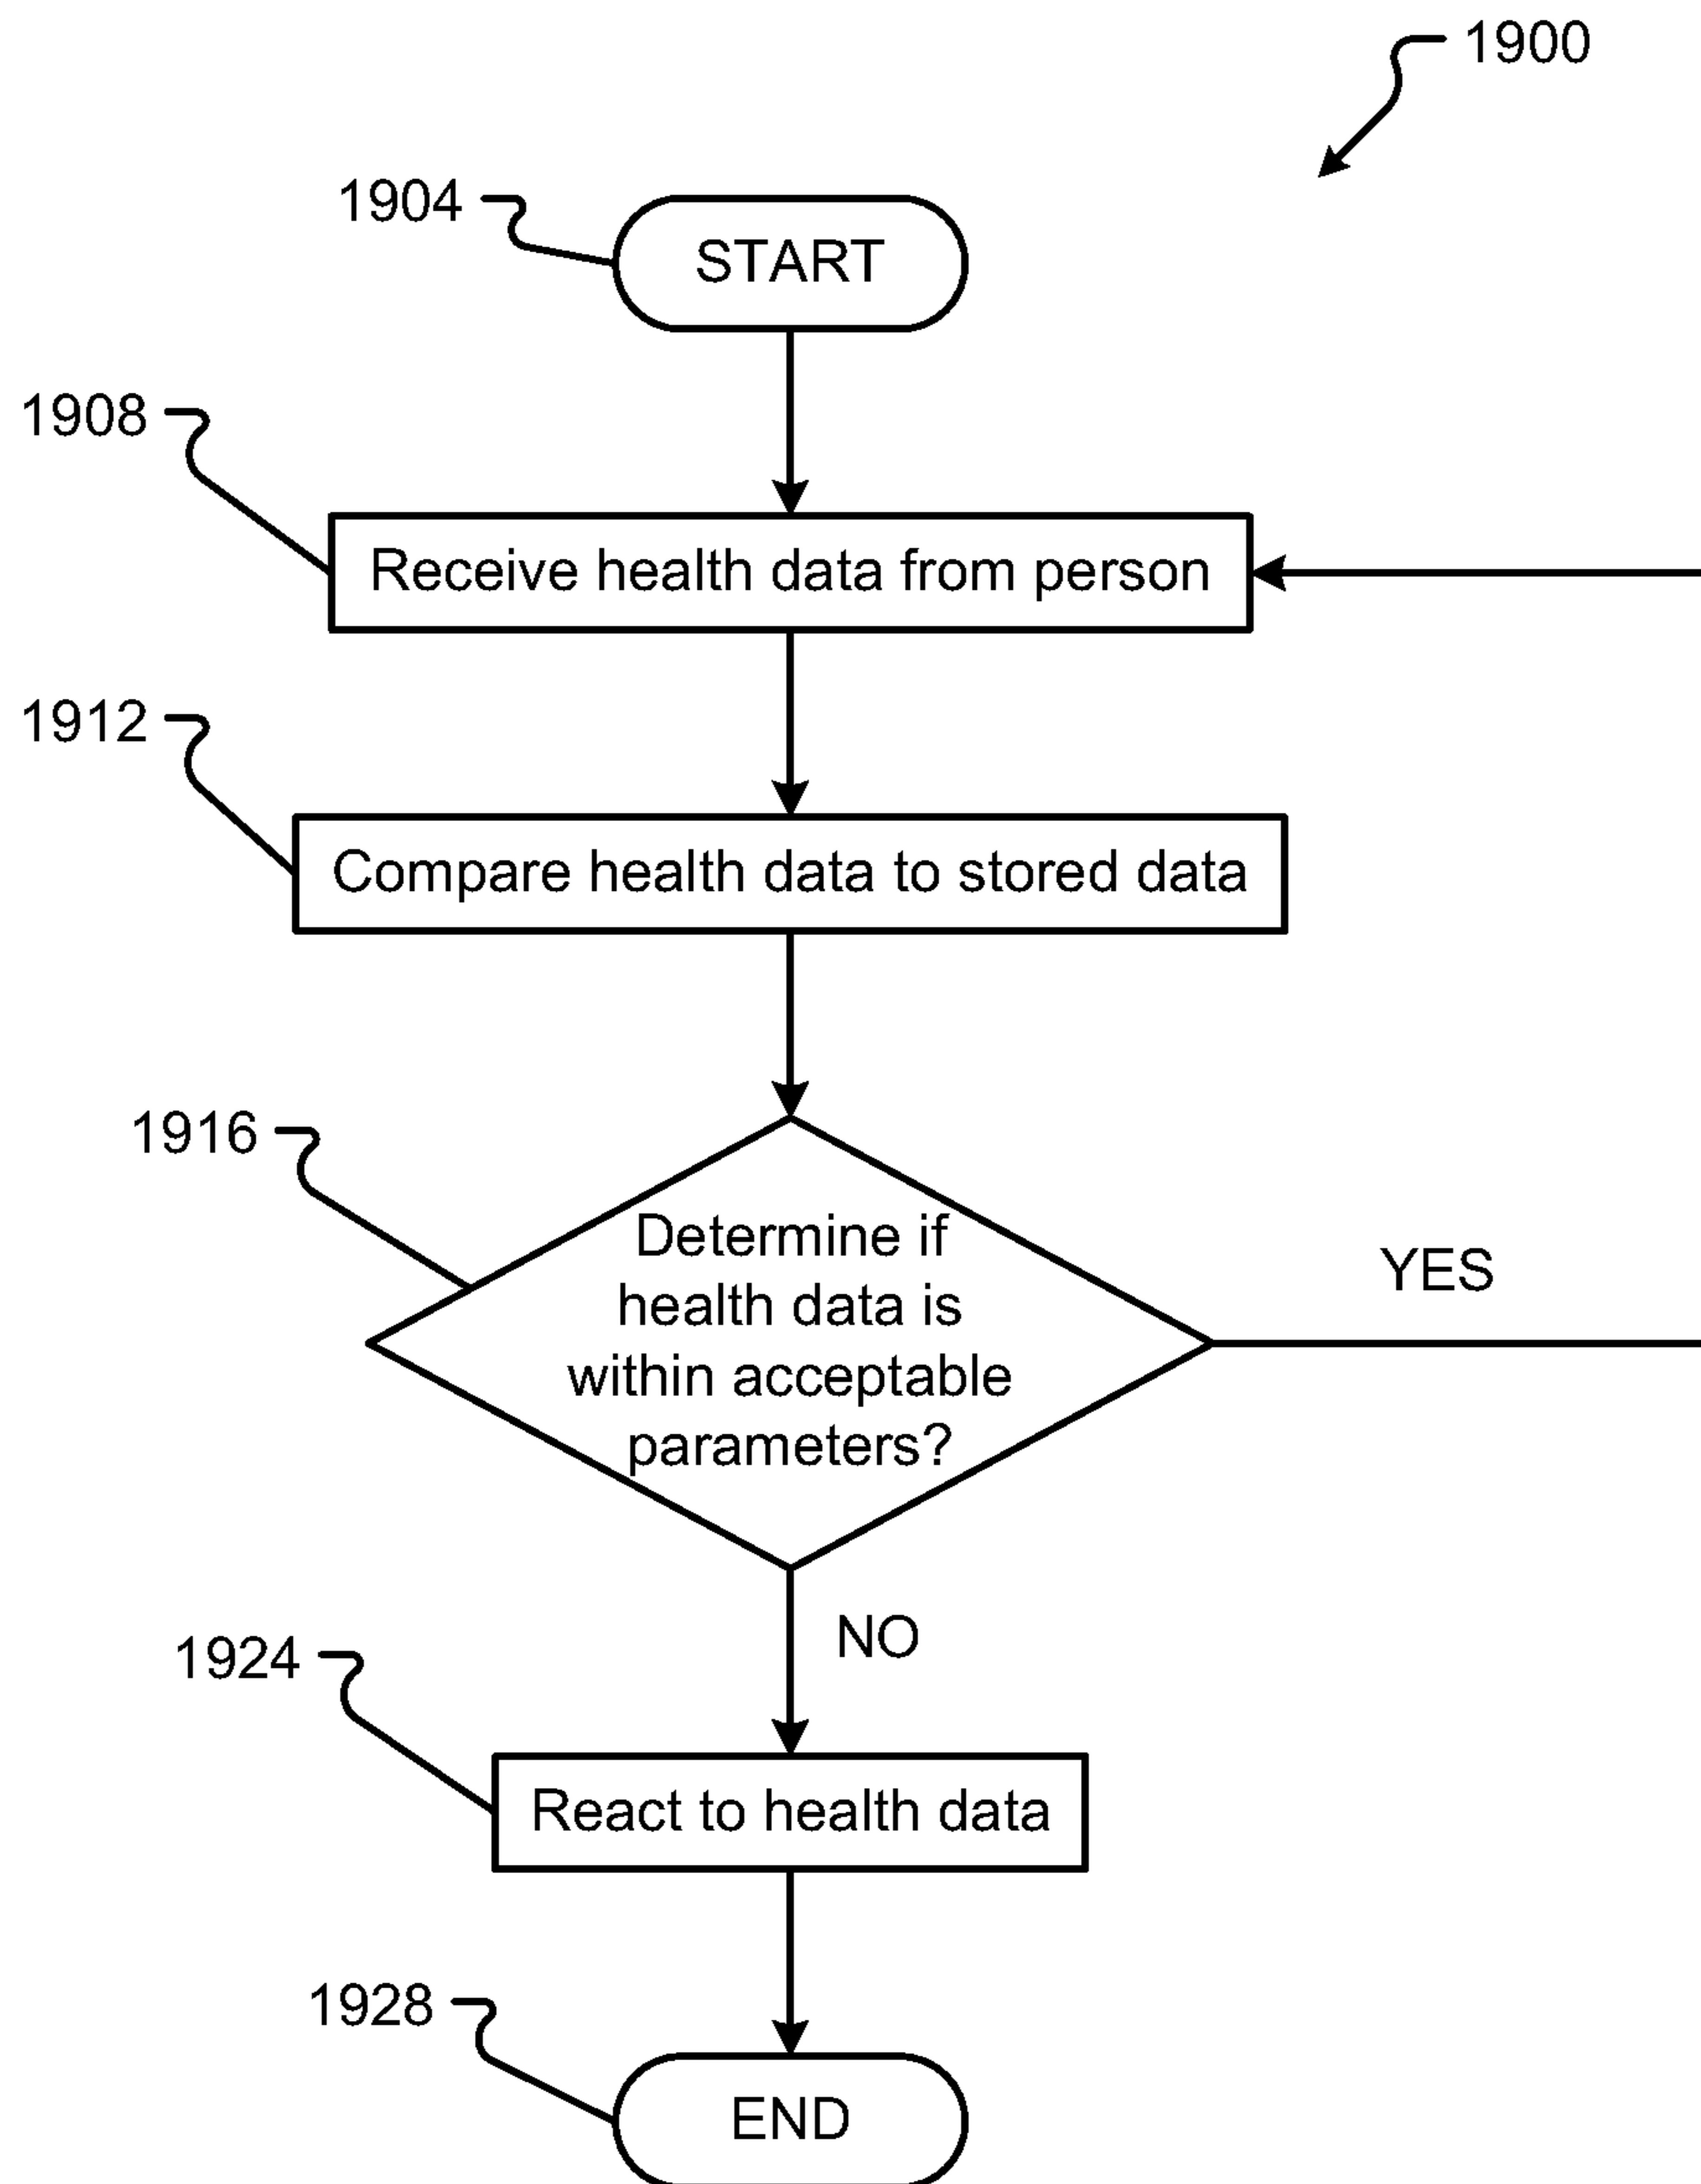 1900
1904
START
1908
Receive health data from person
1912
Compare health data to stored data
1916
Determine if
health data is
within acceptable
parameters?
YES
NO
1924
React to health data
1928
END